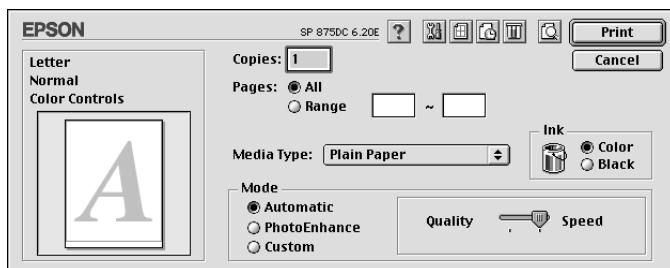 EPSON
SP 875DC 6.20E
?
Print
Letter
Normal
Color Controls
A
Copies: 1
Cancel
Pages: All
Range ~
Media Type: Plain Paper
Ink
Color
Black
Mode
Automatic
PhotoEnhance
Custom
Quality Speed